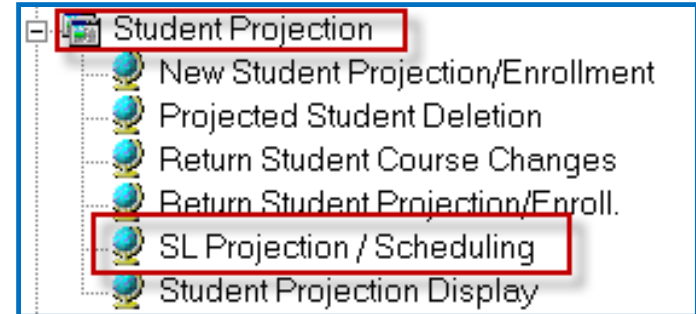 Student Projection
New Student Projection/Enrollment
Projected Student Deletion
Return Student Course Changes
Return Student Projection/Enroll.
SL Projection / Scheduling
Student Projection Display